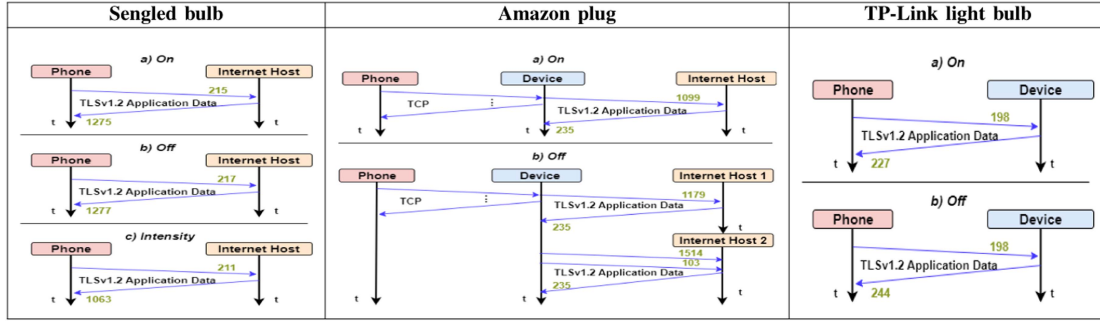 Sengled bulb
a) On
Phone
Internet Host
215
TLSv1.2 Application Data
1275
t
t
b) Off
Phone
Internet Host
217
TLSv1.2 Application Data
1277
t
t
c) Intensity
Phone
Internet Host
211
TLSv1.2 Application Data
1063
t
t
Amazon plug
a) On
Phone
Device
Internet Host
1099
TCP
...
TLSv1.2 Application Data
235
t
t
t
b) Off
Phone
Device
Internet Host 1
1179
TCP
...
TLSv1.2 Application Data
235
t
Internet Host 2
1514
103
TLSv1.2 Application Data
235
t
t
t
TP-Link light bulb
a) On
Phone
Device
198
TLSv1.2 Application Data
227
t
t
b) Off
Phone
Device
198
TLSv1.2 Application Data
244
t
t